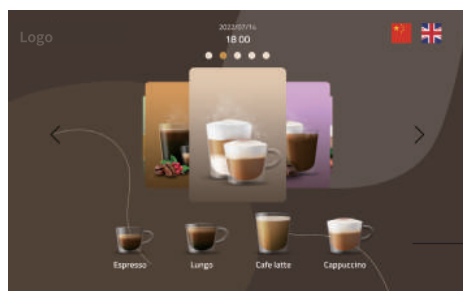 Logo
2022/07/16
18 00
Espresso
Lungo
Cafe latte
Cappuccino